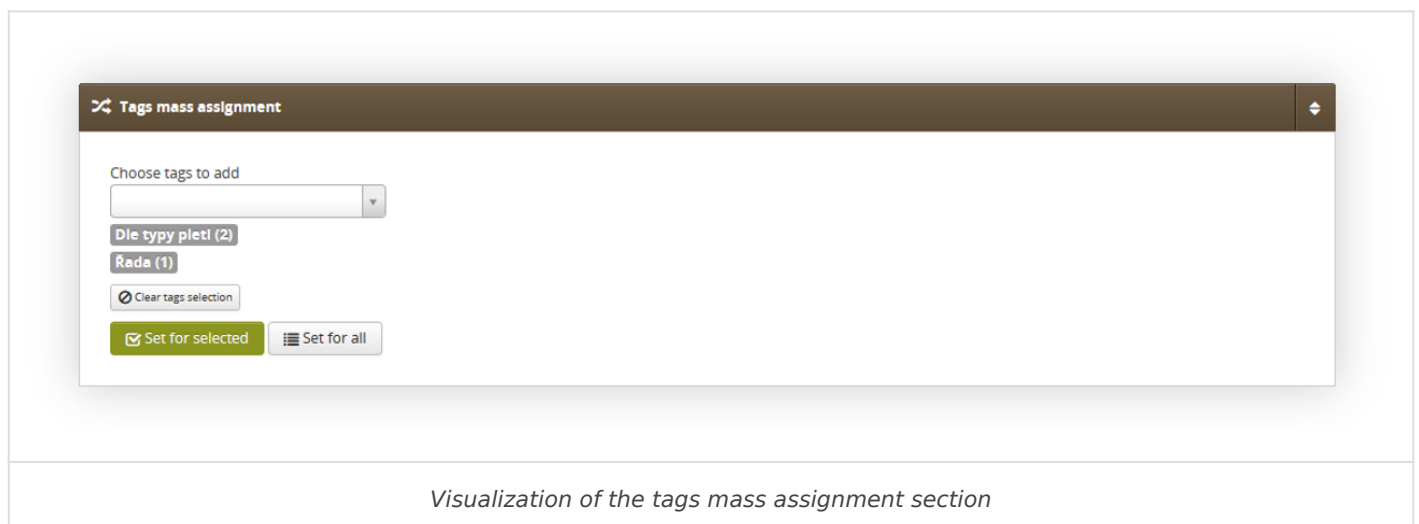 Tags mass assignment
Choose tags to add
Dle typy pletí (2)
Řada (1)
Clear tags selection
Set for selected Set for all
Visualization of the tags mass assignment section